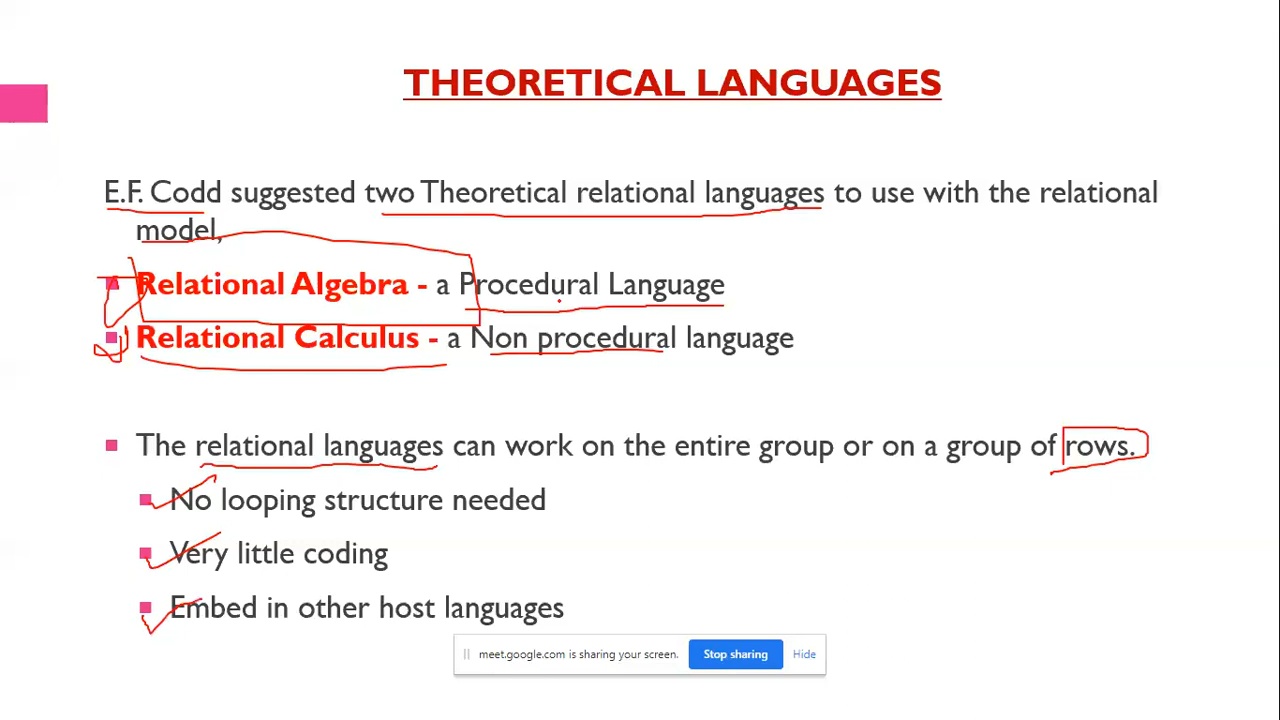 THEORETICAL LANGUAGES
E.F. Codd suggested two Theoretical relational languages to use with the relational
model,
Relational Algebra - a Procedural Language
Relational Calculus - a Non procedural language
The relational languages can work on the entire group or on a group of rows.
No looping structure needed
Very little coding
Embed in other host languages
meet.google.com is sharing your screen. Stop sharing Hide